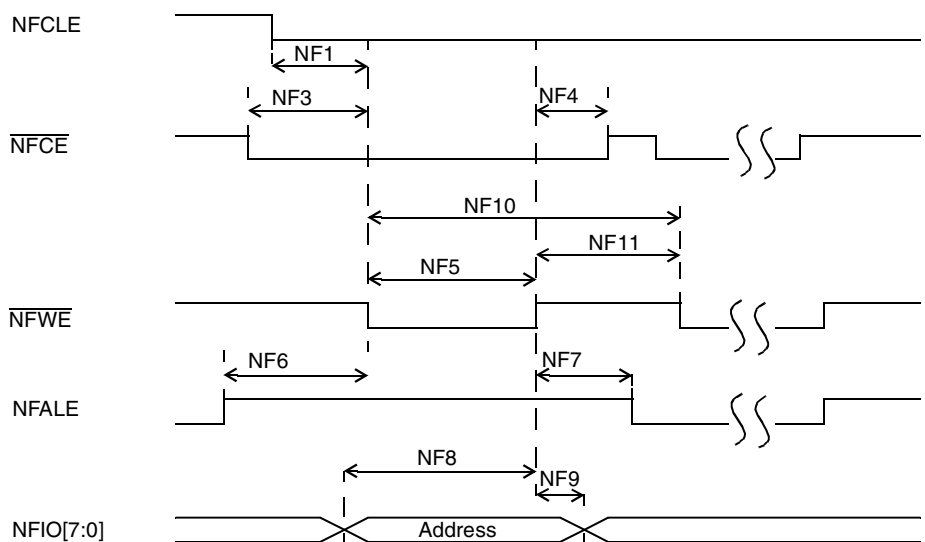 NFCLE
NF1
NF3
NF4
NFCE
NF10
NF11
NF5
NFWE
NF6
NF7
NFALE
NF8
NF9
NFIO[7:0]
Address